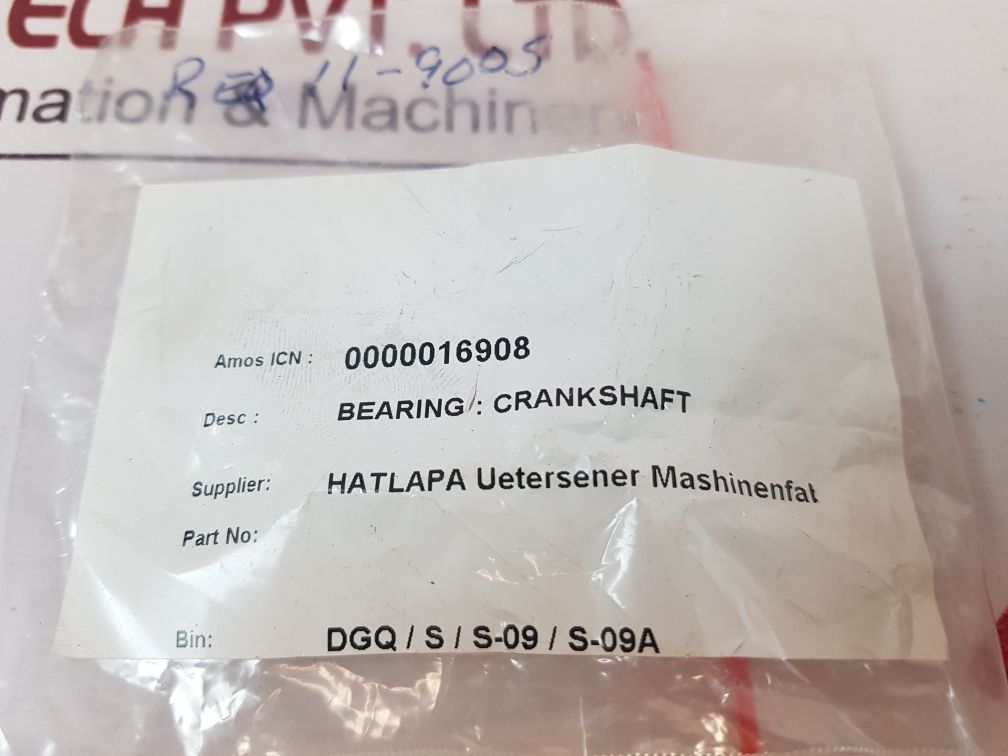 ECH PVT. LTD.
mation & Machinery
11-9005
Amos ICN : 0000016908
Desc : BEARING : CRANKSHAFT
Supplier: HATLAPA Uetersener Mashinenfat
Part No:
Bin: DGQ / S / S-09 / S-09A